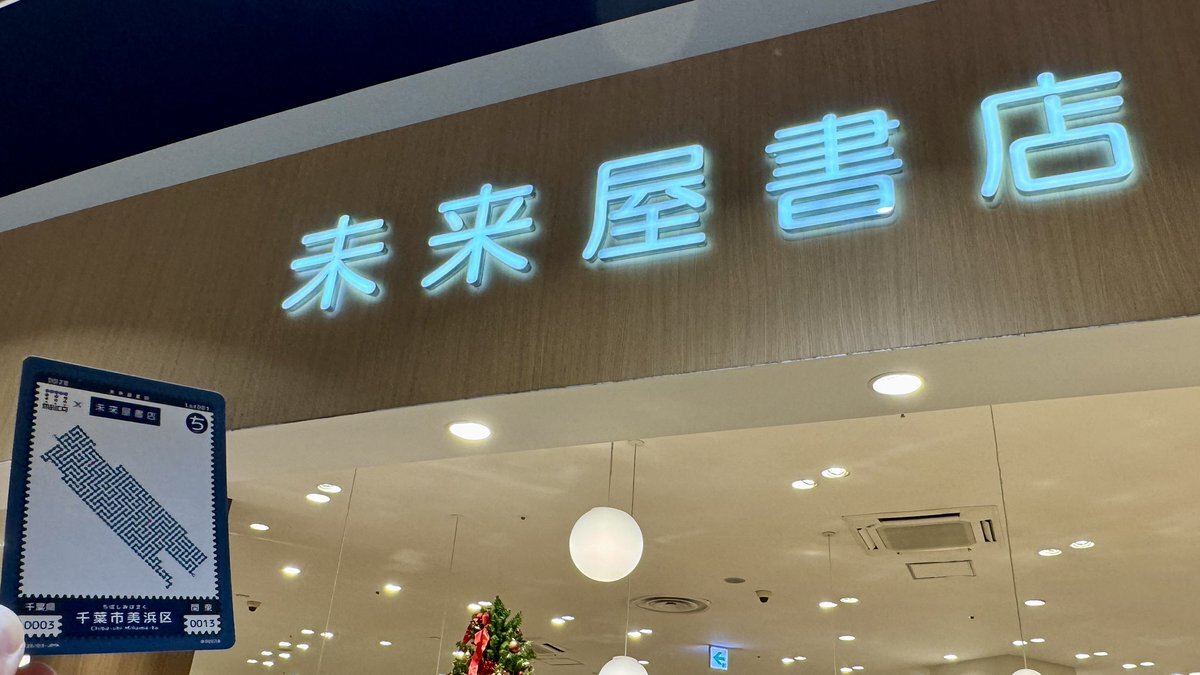 未来屋書店
未来屋書店
ち
千葉県
ちばしみはまく
関東
0003
千葉市美浜区
Chiba-shi Mihama-ku
0013